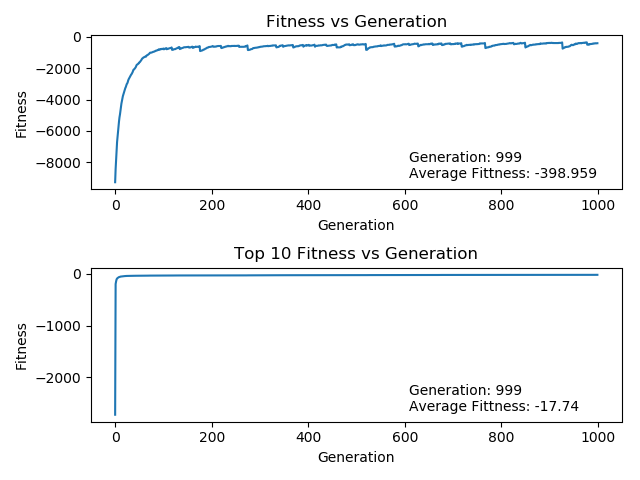 Fitness vs Generation
0
−2000
−4000
−6000
−8000
Fitness
Generation: 999
Average Fittness: -398.959
0 200 400 600 800 1000
Generation
Top 10 Fitness vs Generation
0
−1000
−2000
Fitness
Generation: 999
Average Fittness: -17.74
0 200 400 600 800 1000
Generation